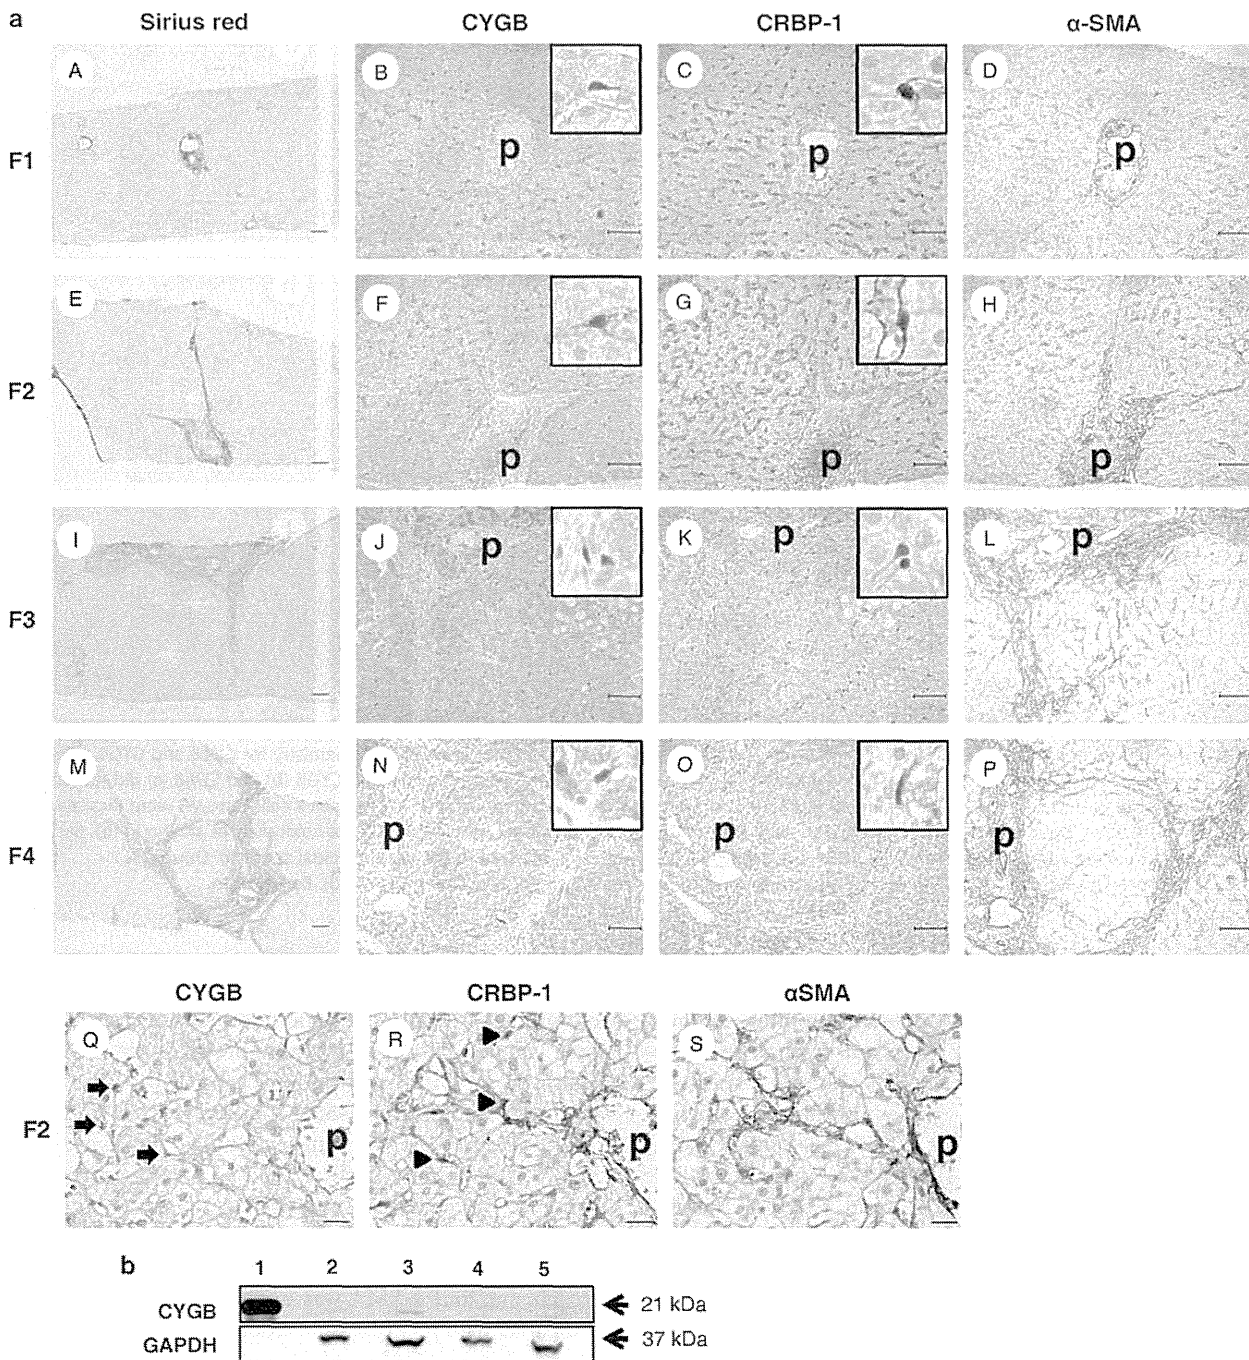 a
Sirius red CYGB CRBP-1 α-SMA
F1
A B p C p D p
F2
E F p G p H p
F3
I J p K p L p
F4
M N p O p P p
CYGB CRBP-1 αSMA
F2
Q p R p S p
b
1 2 3 4 5
CYGB 21 kDa
GAPDH 37 kDa